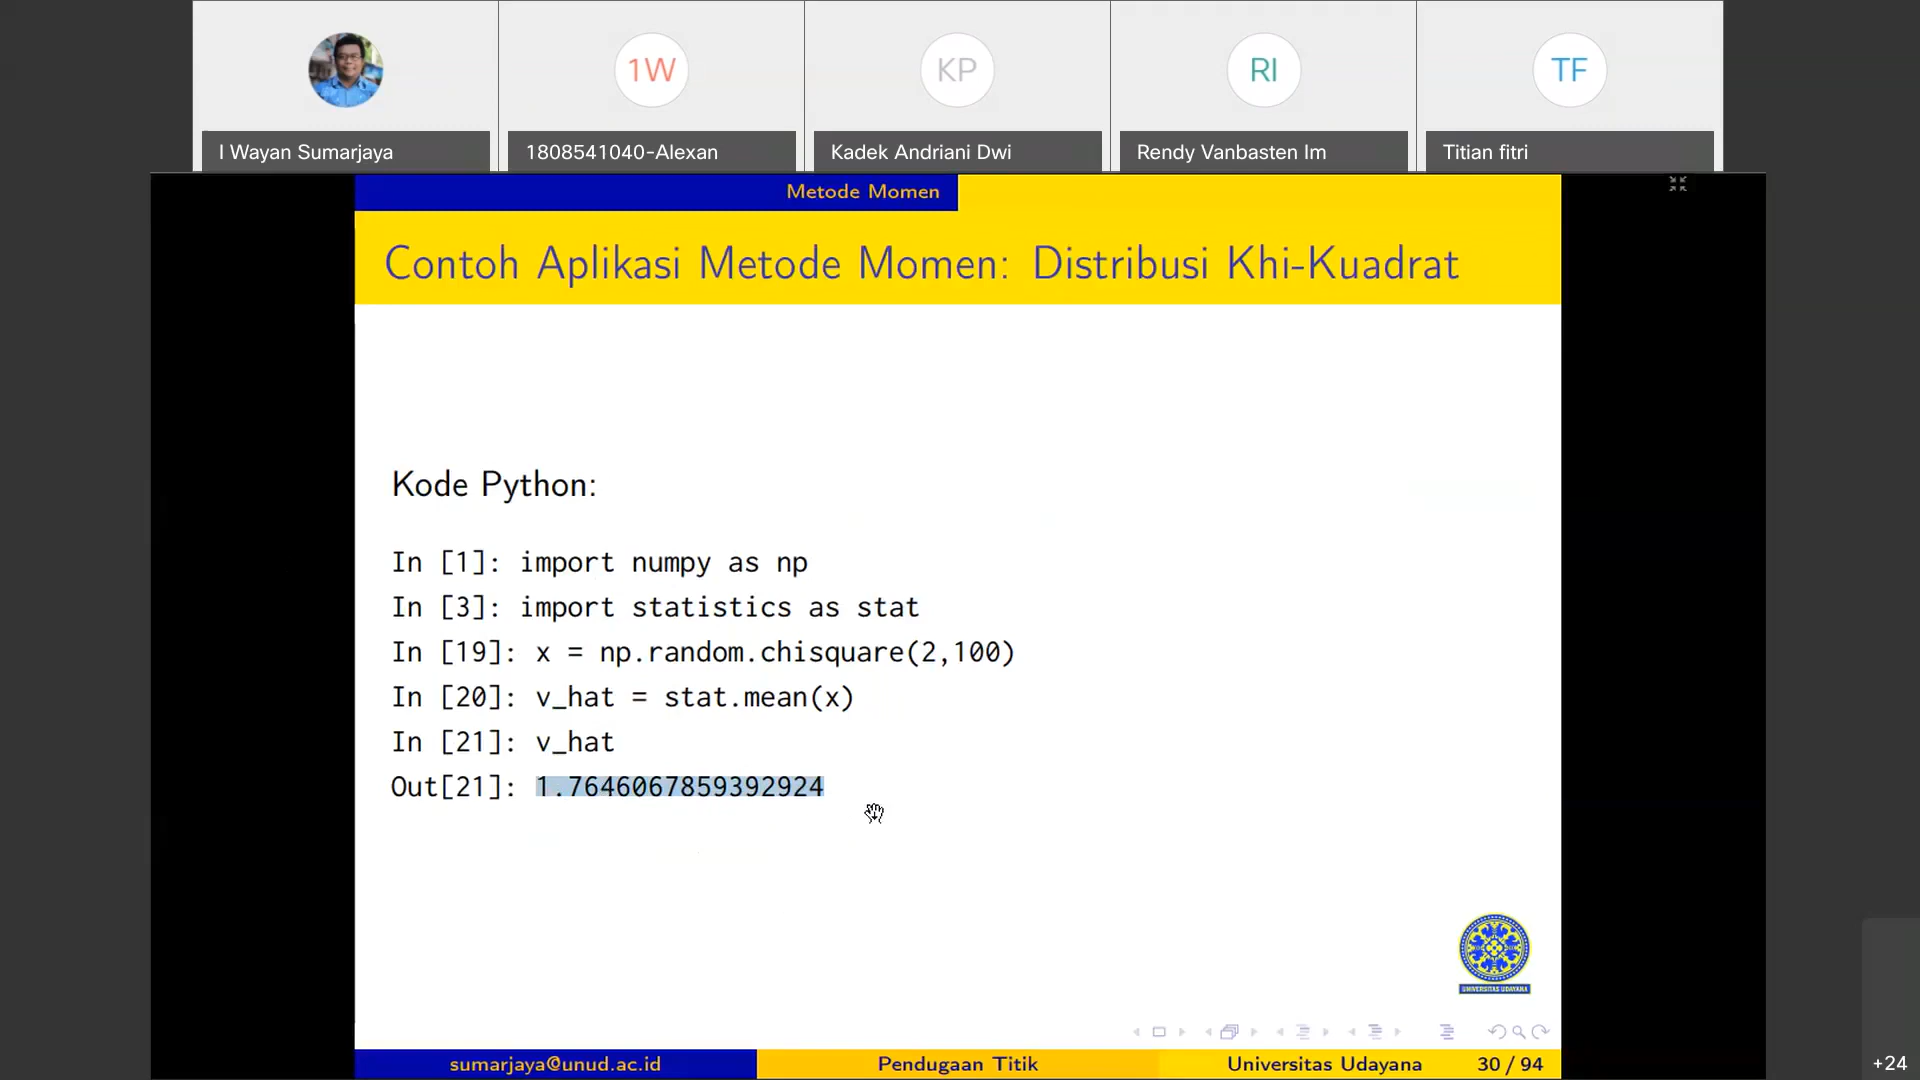 1W
KP
RI
TF
I Wayan Sumarjaya
1808541040-Alexan
Kadek Andriani Dwi
Rendy Vanbasten Im
Titian fitri
Metode Momen
Contoh Aplikasi Metode Momen: Distribusi Khi-Kuadrat
Kode Python:
In [1]: import numpy as np
In [3]: import statistics as stat
In [19]: x = np.random.chisquare(2,100)
In [20]: v_hat = stat.mean(x)
In [21]: v_hat
Out[21]: 1.7646067859392924
UNIVERSITAS UDAYANA
sumarjaya@unud.ac.id
Pendugaan Titik
Universitas Udayana
30 / 94
+24